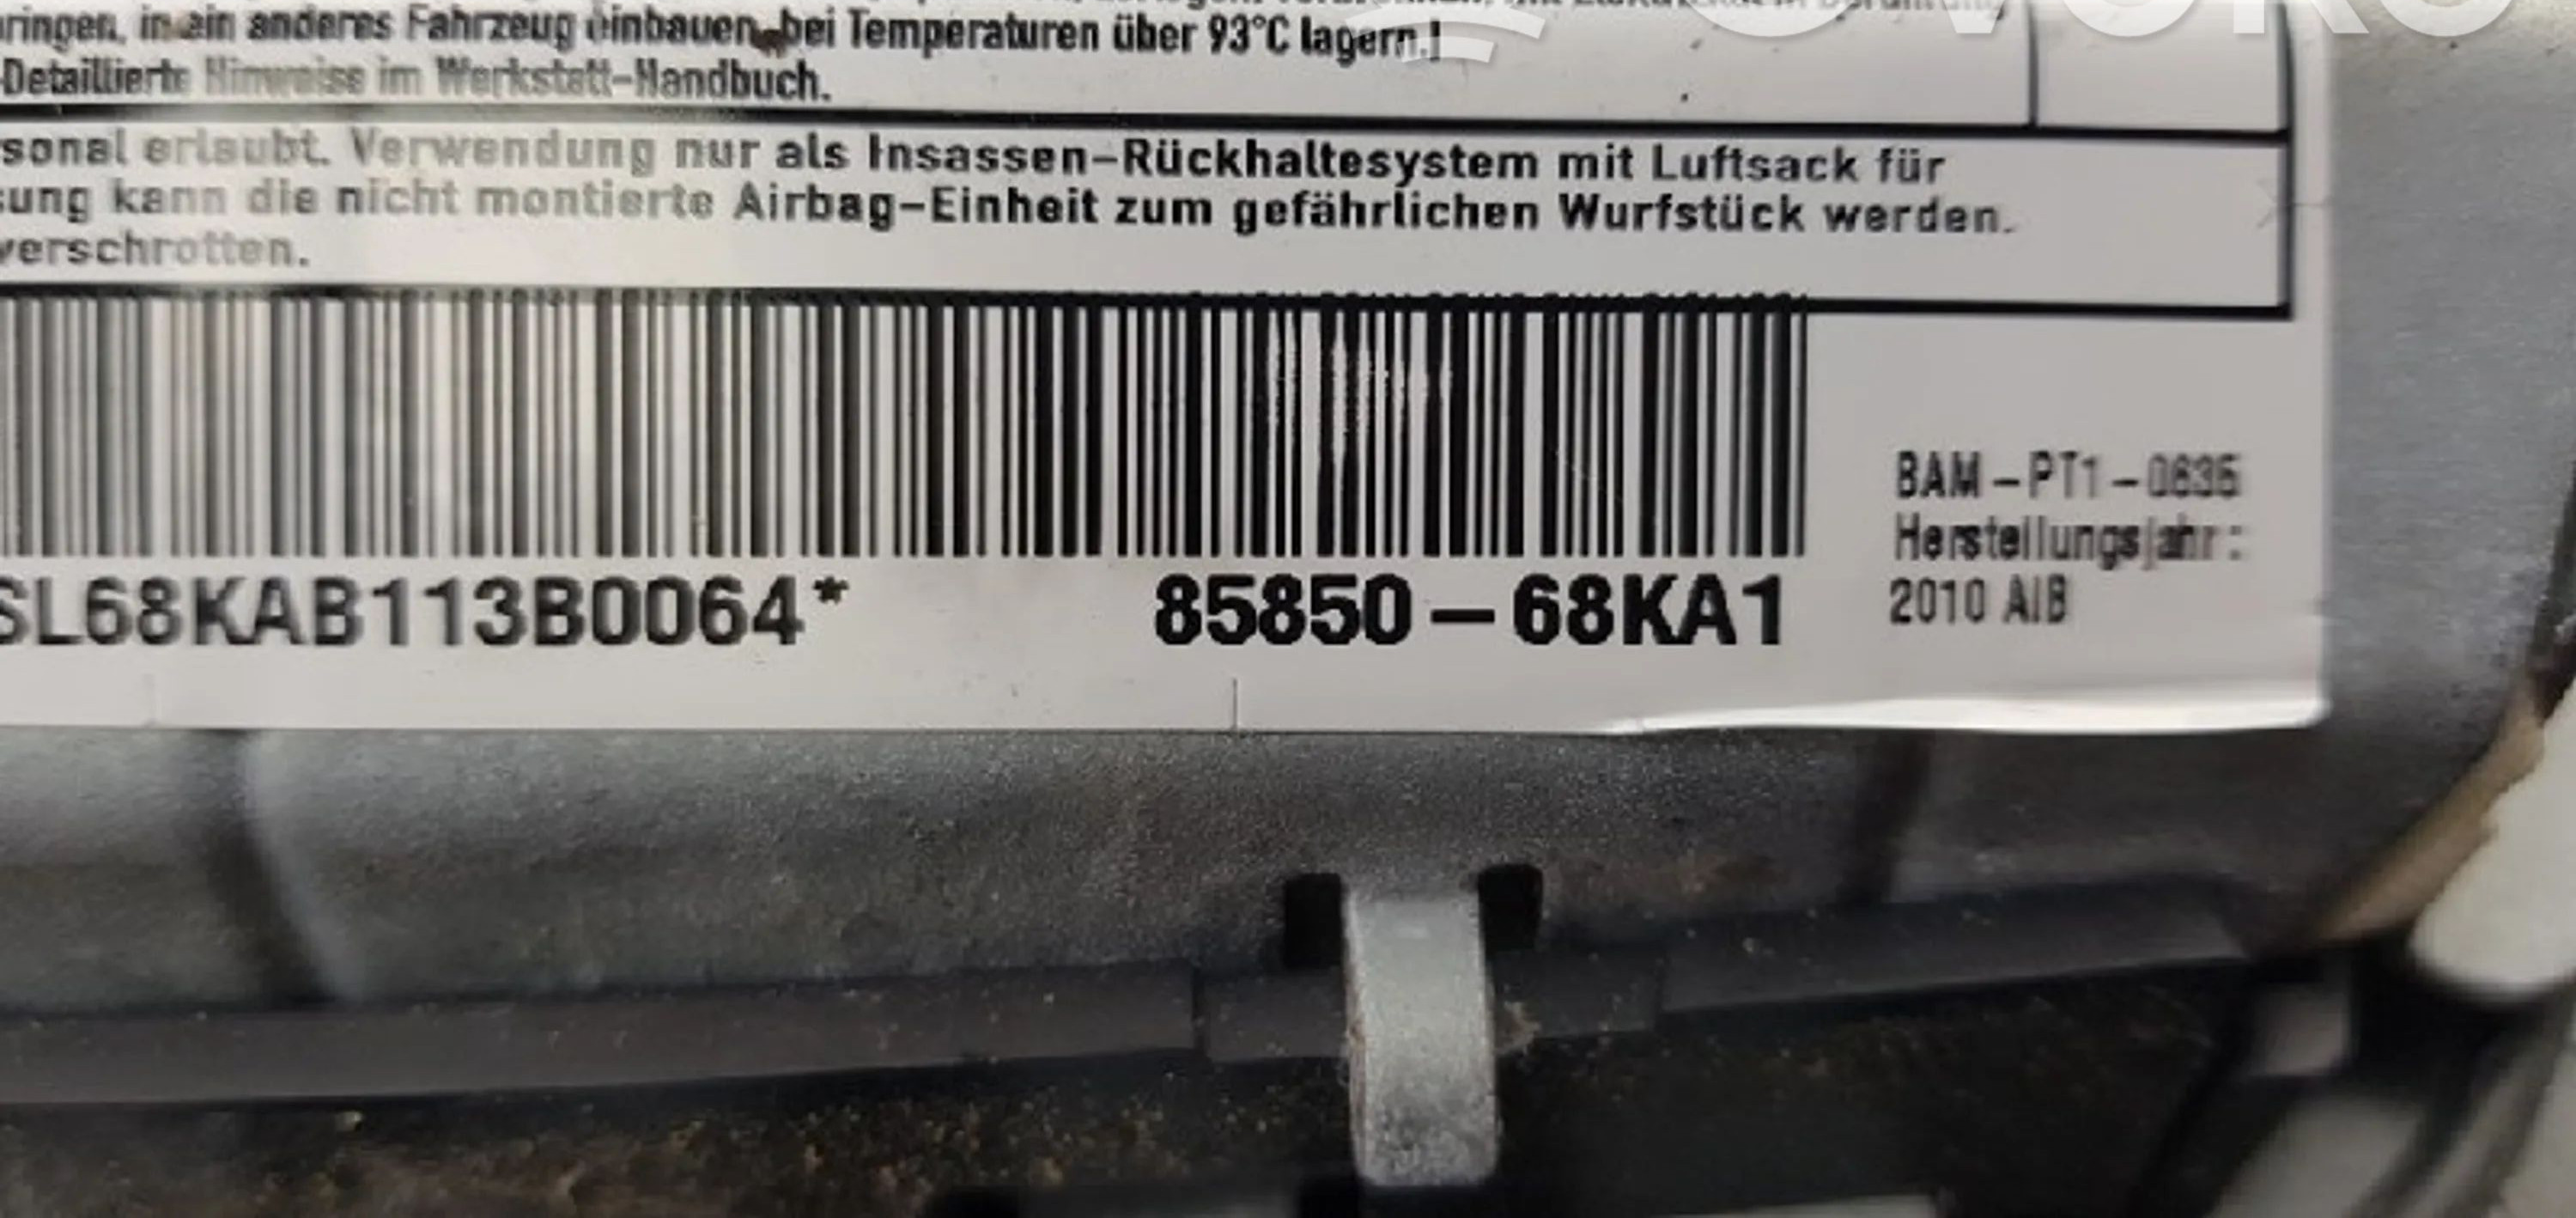 ringen, in ein anderes Fahrzeug einbauen, bei Temperaturen über 93°C lagern.)
-Detaillierte Hinweise im Werkstatt-Handbuch.
sonal erlaubt. Verwendung nur als Insassen-Rückhaltesystem mit Luftsack für
sung kann die nicht montierte Airbag-Einheit zum gefährlichen Wurfstück werden.
verschrotten.
BAM-PT1-0635
Herstellungsjahr:
2010 AIB
SL68KAB113B0064* 85850-68KA1